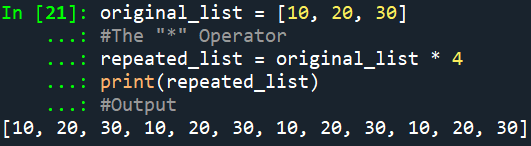 In [21]: original_list = [10, 20, 30]
...: #The "*" Operator
...: repeated_list = original_list * 4
...: print(repeated_list)
...: #Output
[10, 20, 30, 10, 20, 30, 10, 20, 30, 10, 20, 30]